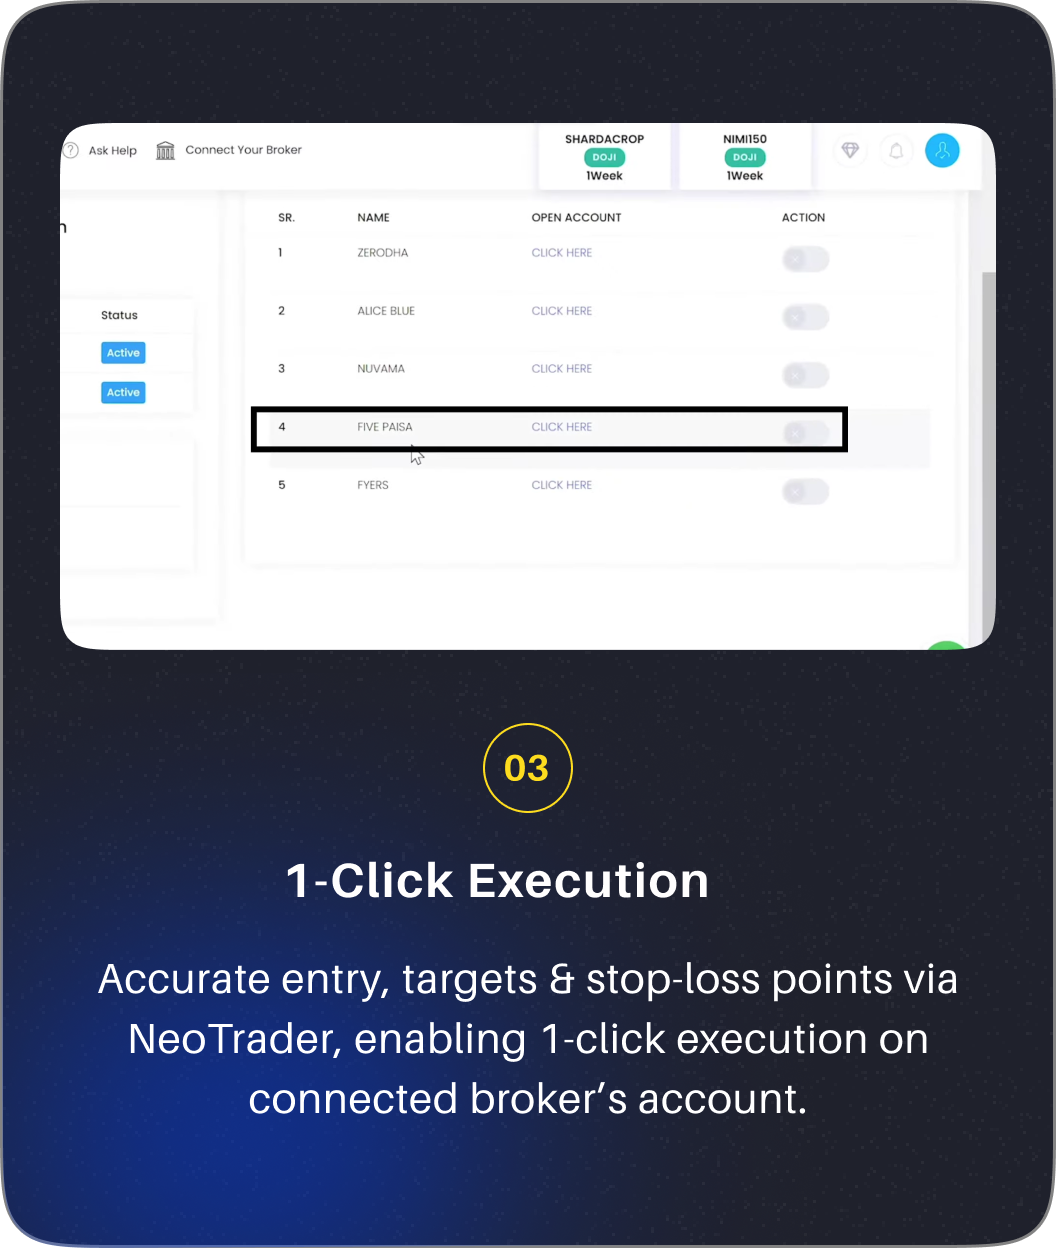 Ask Help
Connect Your Broker
SHARDACROP
DOJI
1Week
NIMI150
DOJI
1Week
n
Status
Active
Active
SR. NAME OPEN ACCOUNT ACTION
1 ZERODHA CLICK HERE
2 ALICE BLUE CLICK HERE
3 NUVAMA CLICK HERE
4 FIVE PAISA CLICK HERE
5 FYERS CLICK HERE
03
1-Click Execution
Accurate entry, targets & stop-loss points via
NeoTrader, enabling 1-click execution on
connected broker’s account.